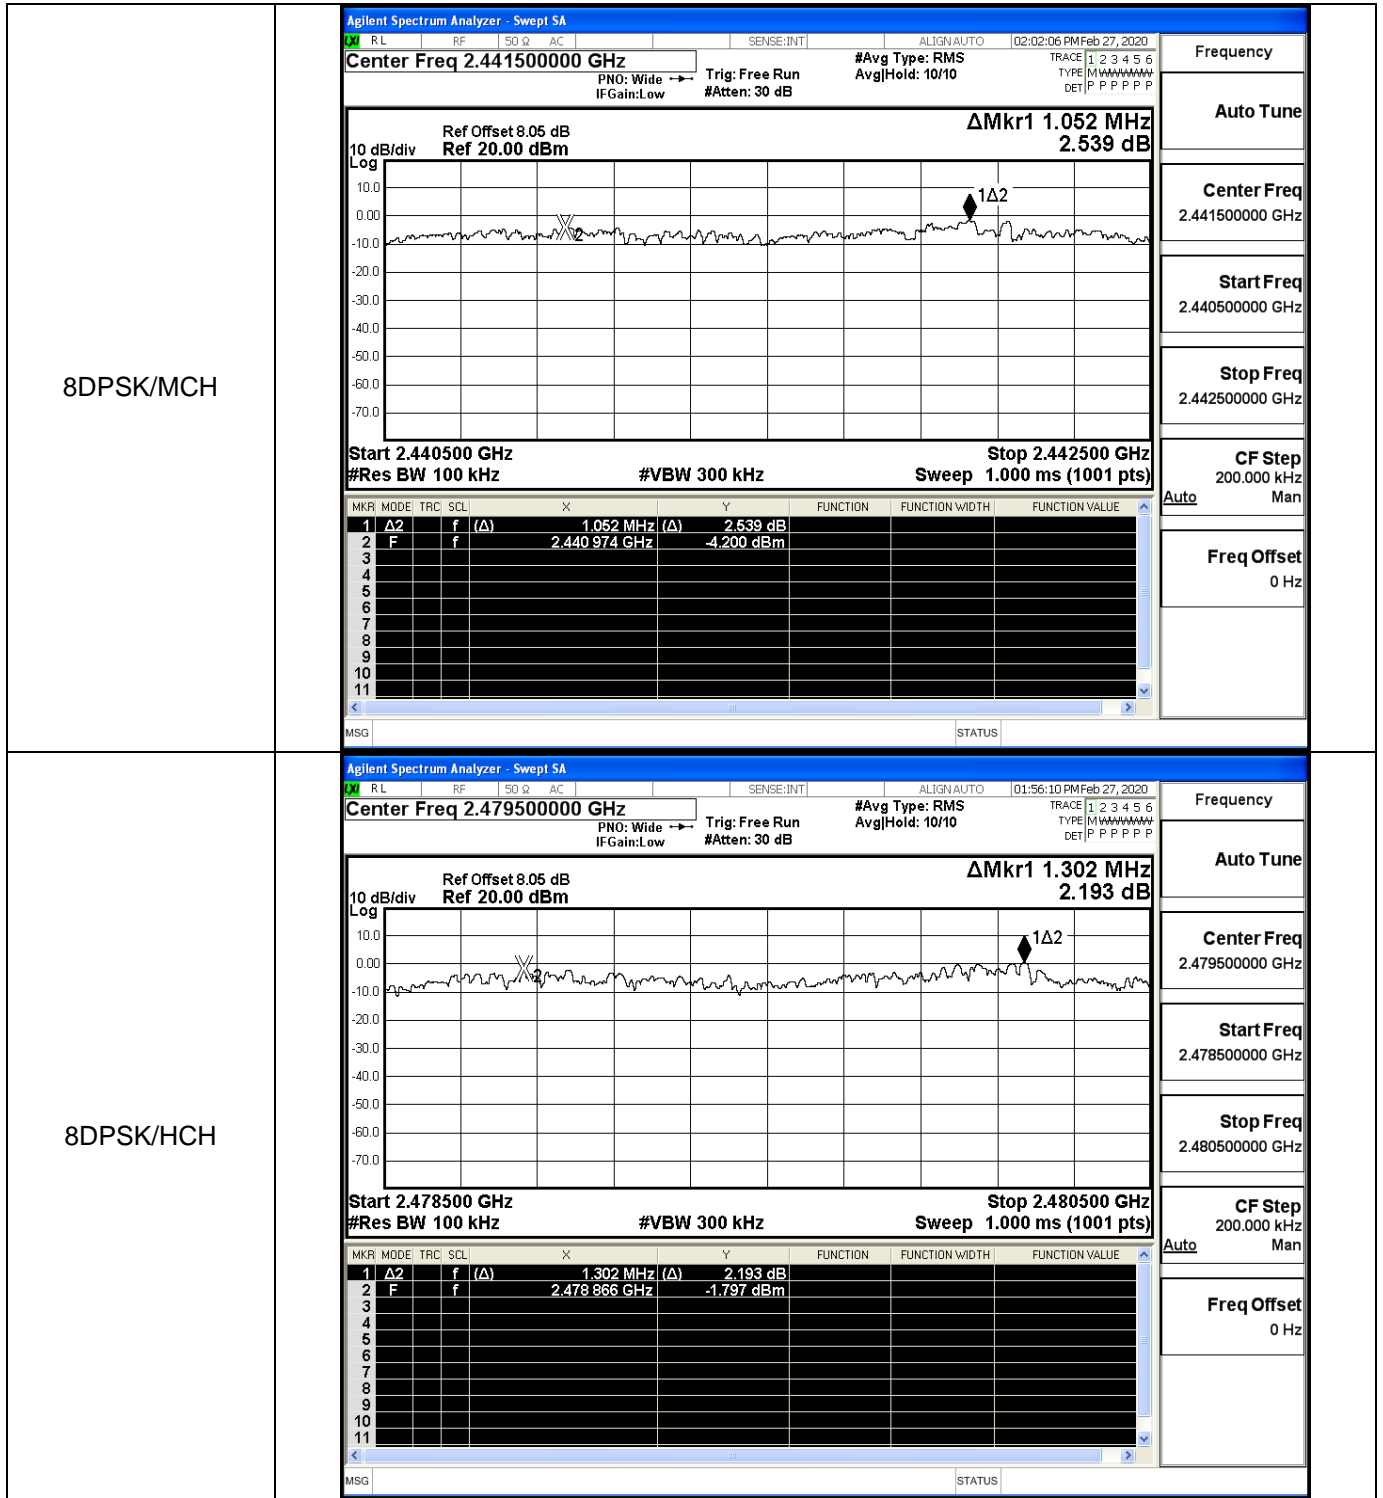 8DPSK/MCH
Agilent Spectrum Analyzer - Swept SA
LXI RL RF 50 Ω AC SENSE:INT ALIGN AUTO 02:02:06 PM Feb 27, 2020
Center Freq 2.441500000 GHz
PNO: Wide
IFGain:Low
Trig: Free Run
#Atten: 30 dB
#Avg Type: RMS
Avg|Hold: 10/10
TRACE 1 2 3 4 5 6
TYPE M W W W W W
DET P P P P P P
Ref Offset 8.05 dB
10 dB/div Ref 20.00 dBm
Log
ΔMkr1 1.052 MHz
2.539 dB
10.0
0.00
-10.0
-20.0
-30.0
-40.0
-50.0
-60.0
-70.0
1Δ2
2
Start 2.440500 GHz Stop 2.442500 GHz
#Res BW 100 kHz #VBW 300 kHz Sweep 1.000 ms (1001 pts)
MKR MODE TRC SCL X Y FUNCTION FUNCTION WIDTH FUNCTION VALUE
1 Δ2 f (Δ) 1.052 MHz (Δ) 2.539 dB
2 F f 2.440 974 GHz -4.200 dBm
3
4
5
6
7
8
9
10
11
MSG STATUS
Frequency
Auto Tune
Center Freq
2.441500000 GHz
Start Freq
2.440500000 GHz
Stop Freq
2.442500000 GHz
CF Step
200.000 kHz
Auto Man
Freq Offset
0 Hz
8DPSK/HCH
Agilent Spectrum Analyzer - Swept SA
LXI RL RF 50 Ω AC SENSE:INT ALIGN AUTO 01:56:10 PM Feb 27, 2020
Center Freq 2.479500000 GHz
PNO: Wide
IFGain:Low
Trig: Free Run
#Atten: 30 dB
#Avg Type: RMS
Avg|Hold: 10/10
TRACE 1 2 3 4 5 6
TYPE M W W W W W
DET P P P P P P
Ref Offset 8.05 dB
10 dB/div Ref 20.00 dBm
Log
ΔMkr1 1.302 MHz
2.193 dB
10.0
0.00
-10.0
-20.0
-30.0
-40.0
-50.0
-60.0
-70.0
1Δ2
2
Start 2.478500 GHz Stop 2.480500 GHz
#Res BW 100 kHz #VBW 300 kHz Sweep 1.000 ms (1001 pts)
MKR MODE TRC SCL X Y FUNCTION FUNCTION WIDTH FUNCTION VALUE
1 Δ2 f (Δ) 1.302 MHz (Δ) 2.193 dB
2 F f 2.478 866 GHz -1.797 dBm
3
4
5
6
7
8
9
10
11
MSG STATUS
Frequency
Auto Tune
Center Freq
2.479500000 GHz
Start Freq
2.478500000 GHz
Stop Freq
2.480500000 GHz
CF Step
200.000 kHz
Auto Man
Freq Offset
0 Hz